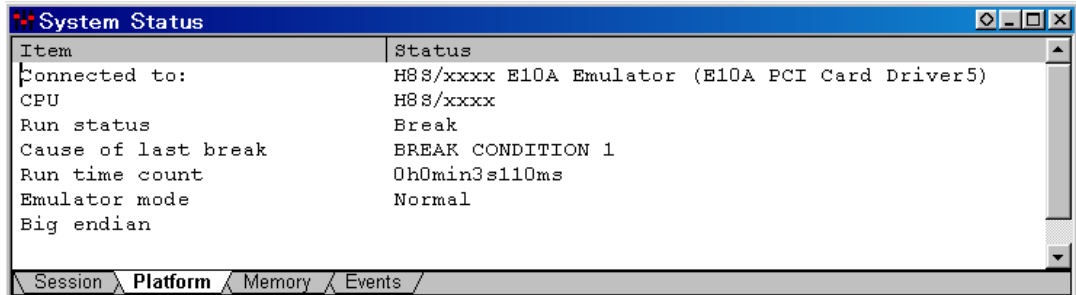 System Status
Item Status
Connected to: H8S/xxxx E10A Emulator (E10A PCI Card Driver5)
CPU H8S/xxxx
Run status Break
Cause of last break BREAK CONDITION 1
Run time count 0h0min3s110ms
Emulator mode Normal
Big endian
Session Platform Memory Events